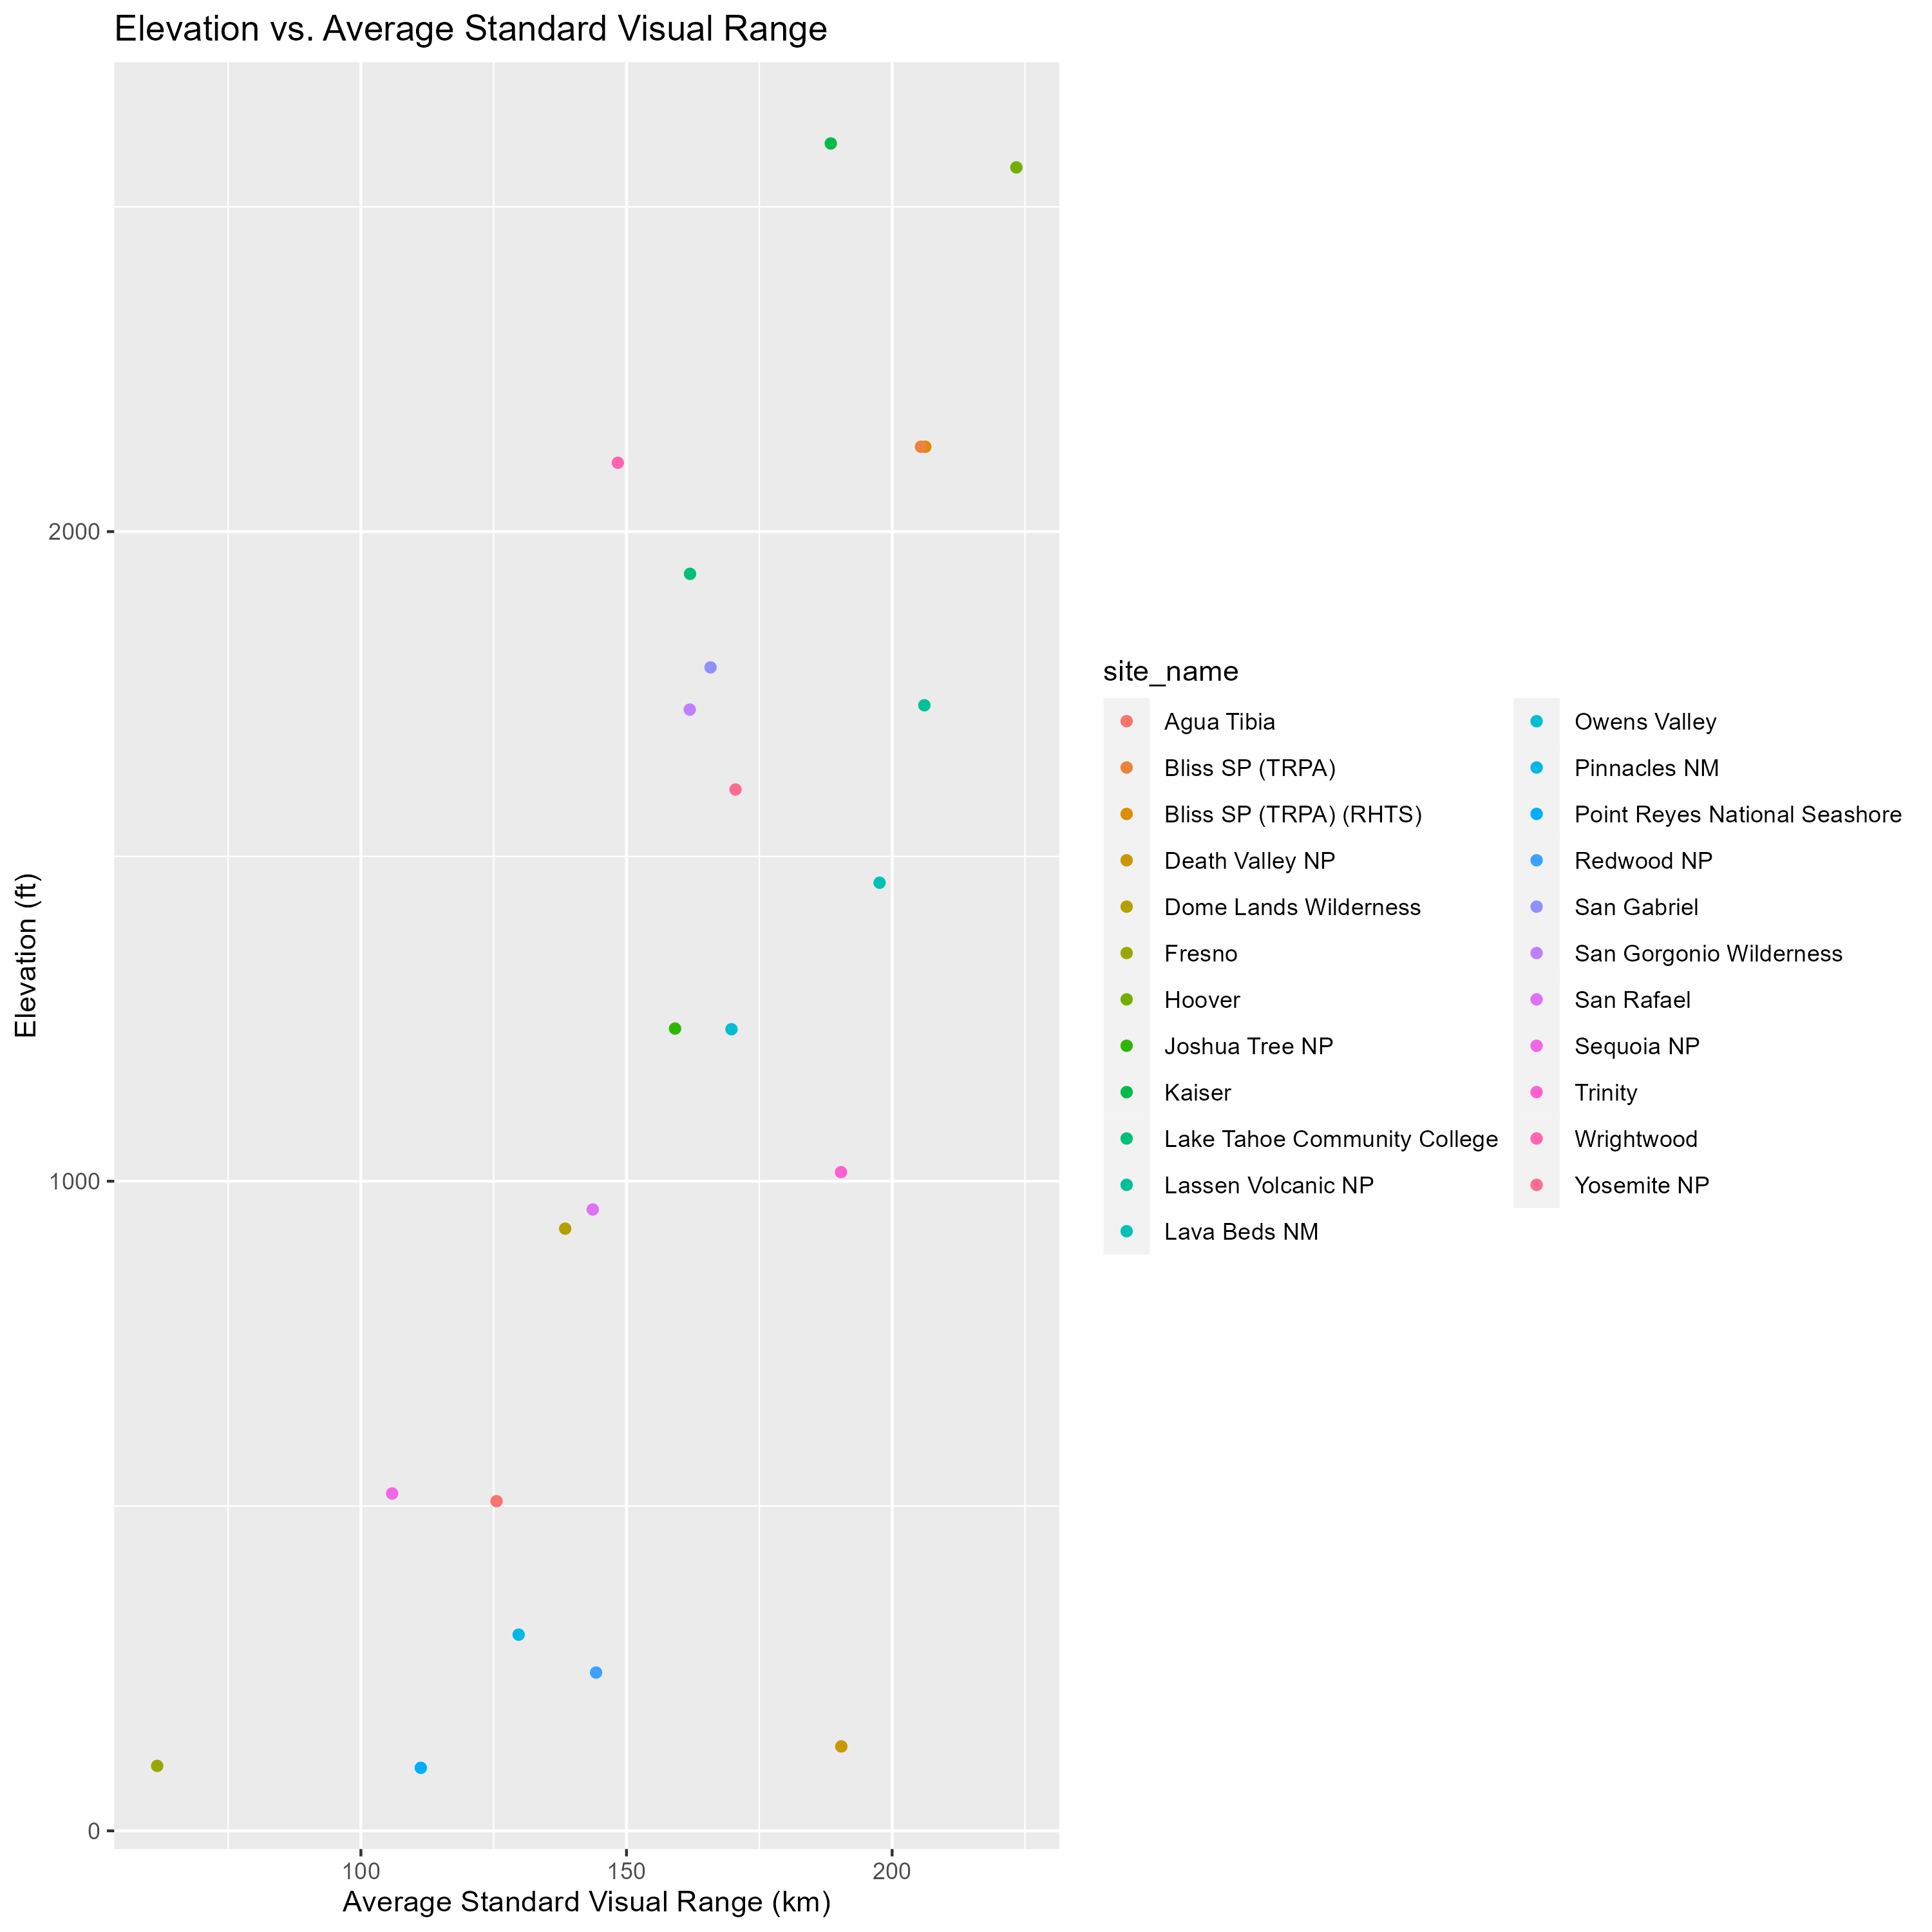 Elevation vs. Average Standard Visual Range
Elevation (ft)
2000
1000
0
100 150 200
Average Standard Visual Range (km)
site_name
Agua Tibia
Bliss SP (TRPA)
Bliss SP (TRPA) (RHTS)
Death Valley NP
Dome Lands Wilderness
Fresno
Hoover
Joshua Tree NP
Kaiser
Lake Tahoe Community College
Lassen Volcanic NP
Lava Beds NM
Owens Valley
Pinnacles NM
Point Reyes National Seashore
Redwood NP
San Gabriel
San Gorgonio Wilderness
San Rafael
Sequoia NP
Trinity
Wrightwood
Yosemite NP